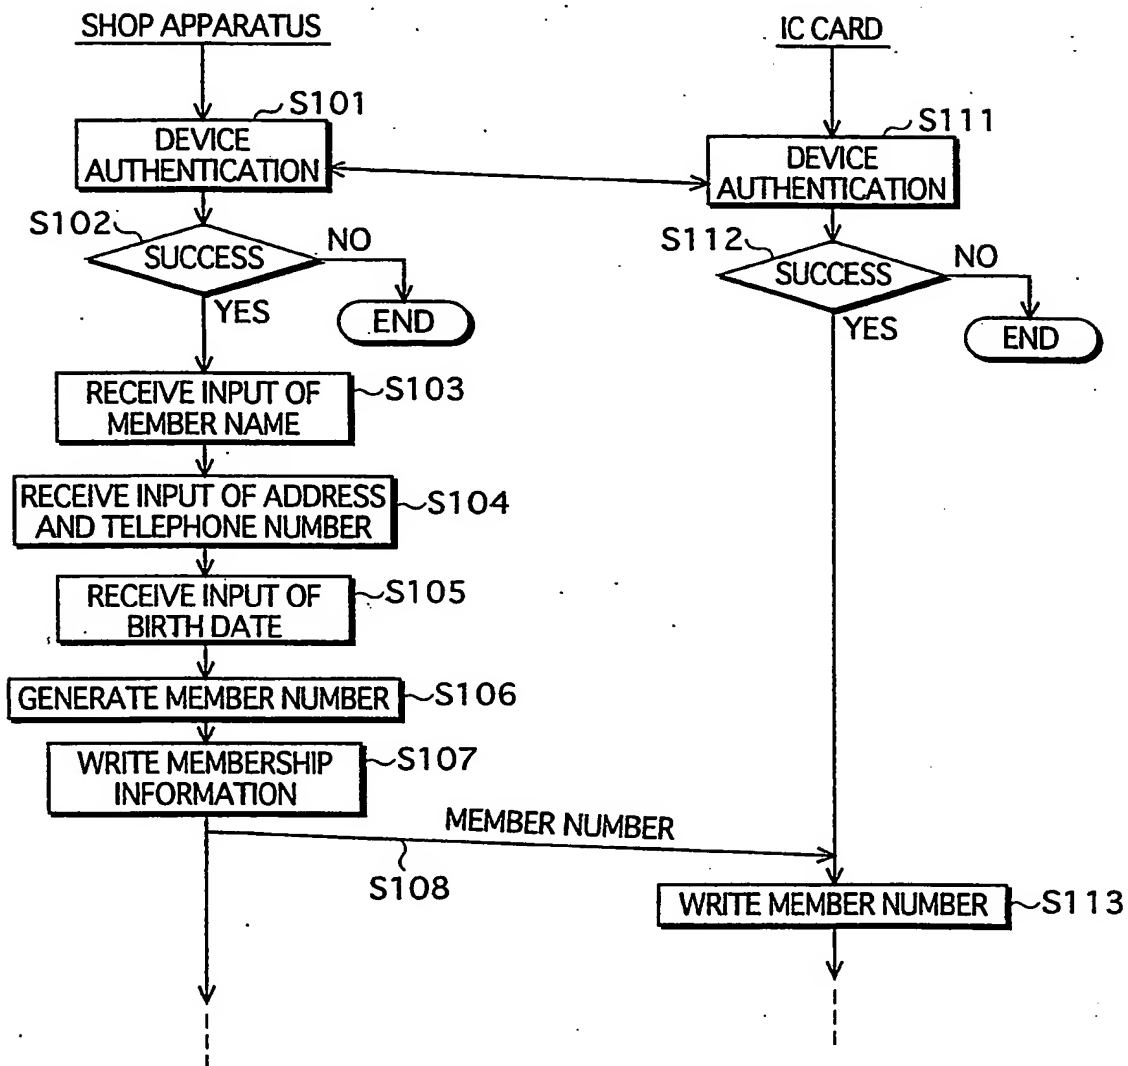 SHOP APPARATUS
IC CARD
S101
DEVICE
AUTHENTICATION
S111
DEVICE
AUTHENTICATION
S102
SUCCESS
NO
YES
END
S112
SUCCESS
NO
YES
END
RECEIVE INPUT OF
MEMBER NAME
S103
RECEIVE INPUT OF ADDRESS
AND TELEPHONE NUMBER
S104
RECEIVE INPUT OF
BIRTH DATE
S105
GENERATE MEMBER NUMBER
S106
WRITE MEMBERSHIP
INFORMATION
S107
MEMBER NUMBER
S108
WRITE MEMBER NUMBER
S113